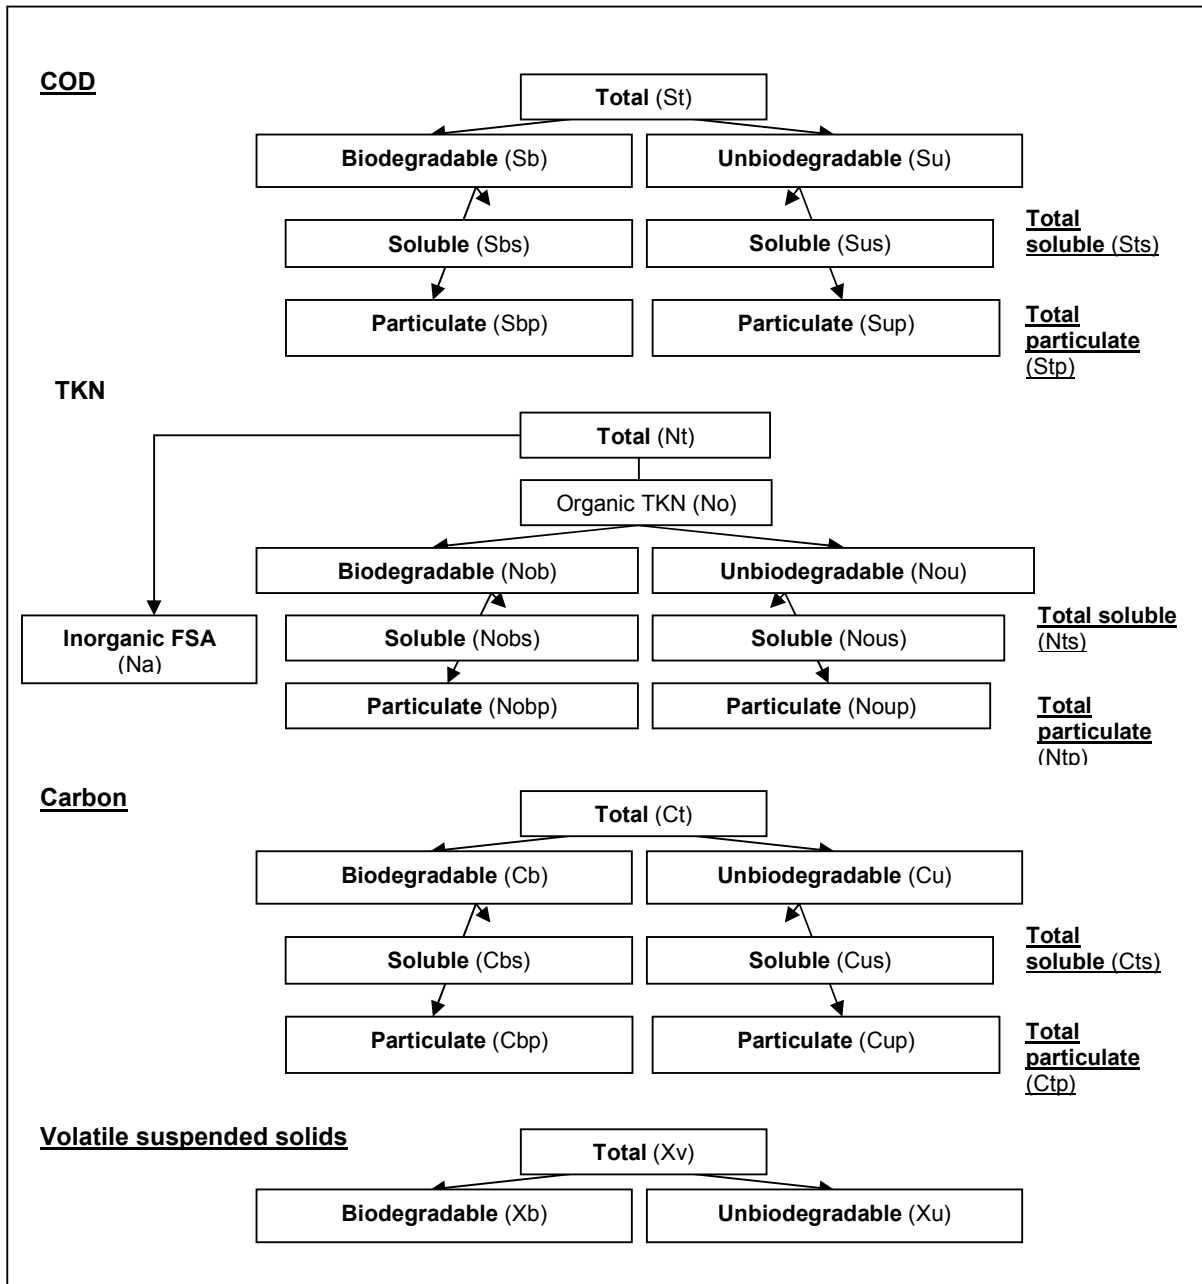 COD
Total (St)
Biodegradable (Sb)
Unbiodegradable (Su)
Soluble (Sbs)
Soluble (Sus)
Total
soluble (Sts)
Particulate (Sbp)
Particulate (Sup)
Total
particulate
(Stp)
TKN
Total (Nt)
Organic TKN (No)
Biodegradable (Nob)
Unbiodegradable (Nou)
Inorganic FSA
(Na)
Soluble (Nobs)
Soluble (Nous)
Total soluble
(Nts)
Particulate (Nobp)
Particulate (Noup)
Total
particulate
(Ntp)
Carbon
Total (Ct)
Biodegradable (Cb)
Unbiodegradable (Cu)
Soluble (Cbs)
Soluble (Cus)
Total
soluble (Cts)
Particulate (Cbp)
Particulate (Cup)
Total
particulate
(Ctp)
Volatile suspended solids
Total (Xv)
Biodegradable (Xb)
Unbiodegradable (Xu)